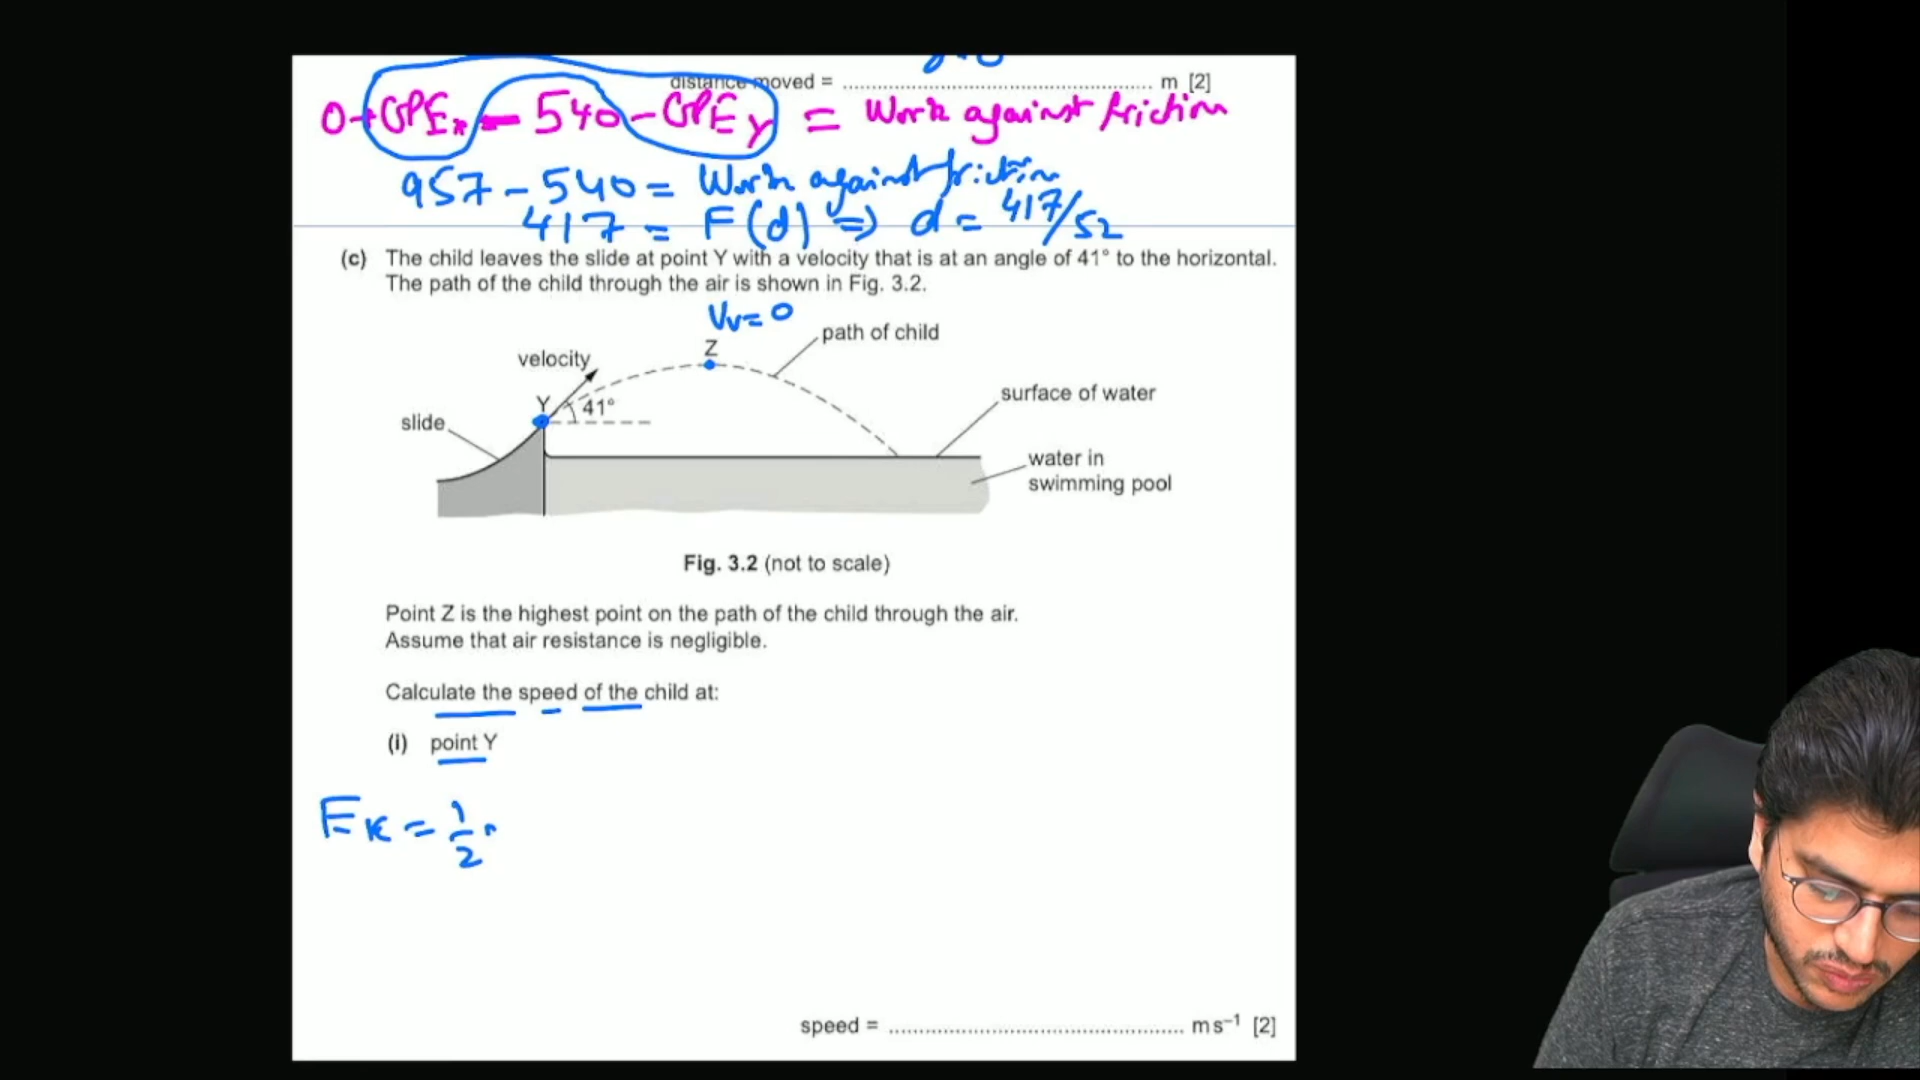 distance moved = ........................................ m [2]
0+GPEx - 540 - GPEy = Work against friction
957 - 540 = Work against friction
417 = F(d) => d = 417/52
(c) The child leaves the slide at point Y with a velocity that is at an angle of 41° to the horizontal.
The path of the child through the air is shown in Fig. 3.2.
Vv= 0
path of child
Z
velocity
surface of water
Y
41°
slide
water in
swimming pool
Fig. 3.2 (not to scale)
Point Z is the highest point on the path of the child through the air.
Assume that air resistance is negligible.
Calculate the speed of the child at:
(i) point Y
EK = 1/2
speed = ........................................ m s⁻¹ [2]